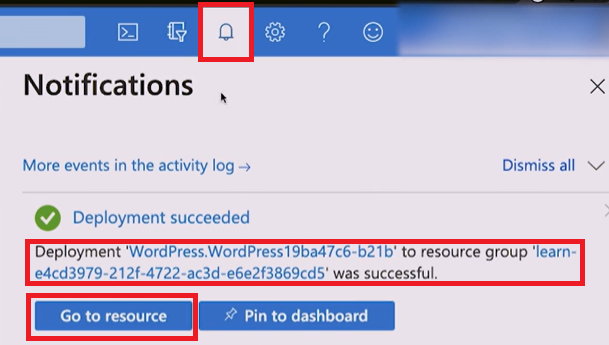 Notifications
More events in the activity log →
Dismiss all
Deployment succeeded
Deployment 'WordPress.WordPress19ba47c6-b21b' to resource group 'learn-
e4cd3979-212f-4722-ac3d-e6e2f3869cd5' was successful.
Go to resource
Pin to dashboard